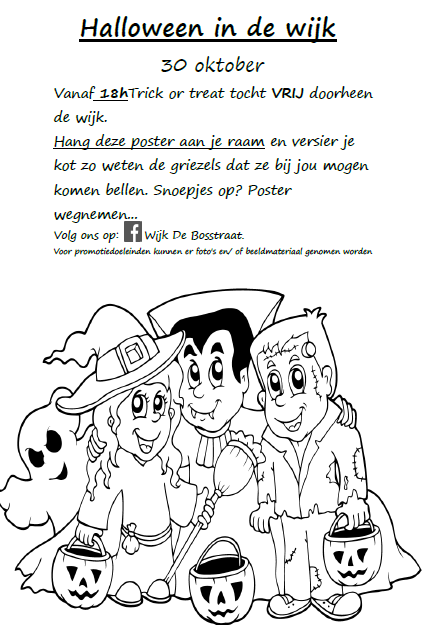 Halloween in de wijk
30 oktober
Vanaf 18hTrick or treat tocht VRIJ doorheen
de wijk.
Hang deze poster aan je raam en versier je
kot zo weten de griezels dat ze bij jou mogen
komen bellen. Snoepjes op? Poster
wegnemen...
Volg ons op: f Wijk De Bosstraat.
Voor promotiedoeleinden kunnen er foto's en/ of beeldmateriaal genomen worden